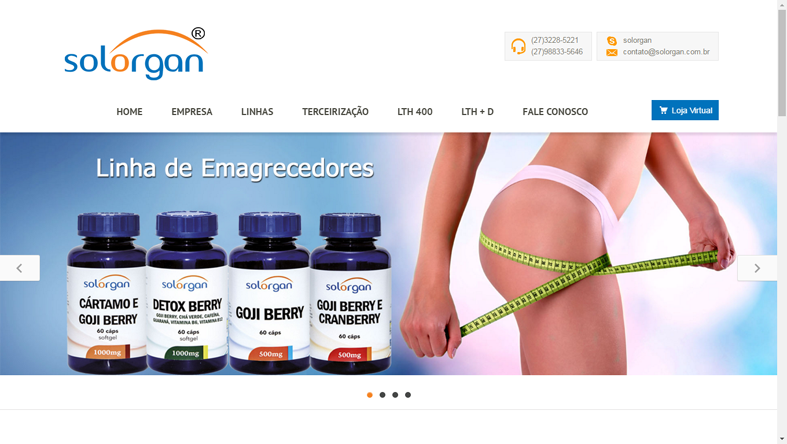 solorgan®
(27)3228-5221
(27)98833-5646
solorgan
contato@solorgan.com.br
HOME EMPRESA LINHAS TERCEIRIZAÇÃO LTH 400 LTH + D FALE CONOSCO
Loja Virtual
Linha de Emagrecedores
solorgan
CÁRTAMO E
GOJI BERRY
60 cáps
softgel
1000mg
solorgan
DETOX BERRY
GOJI BERRY, CHÁ VERDE, CAFEÍNA,
GUARANÁ, VITAMINA B6, VITAMINA B12
60 cáps
softgel
1000mg
solorgan
GOJI BERRY
60 cáps
500mg
solorgan
GOJI BERRY E
CRANBERRY
60 cáps
500mg